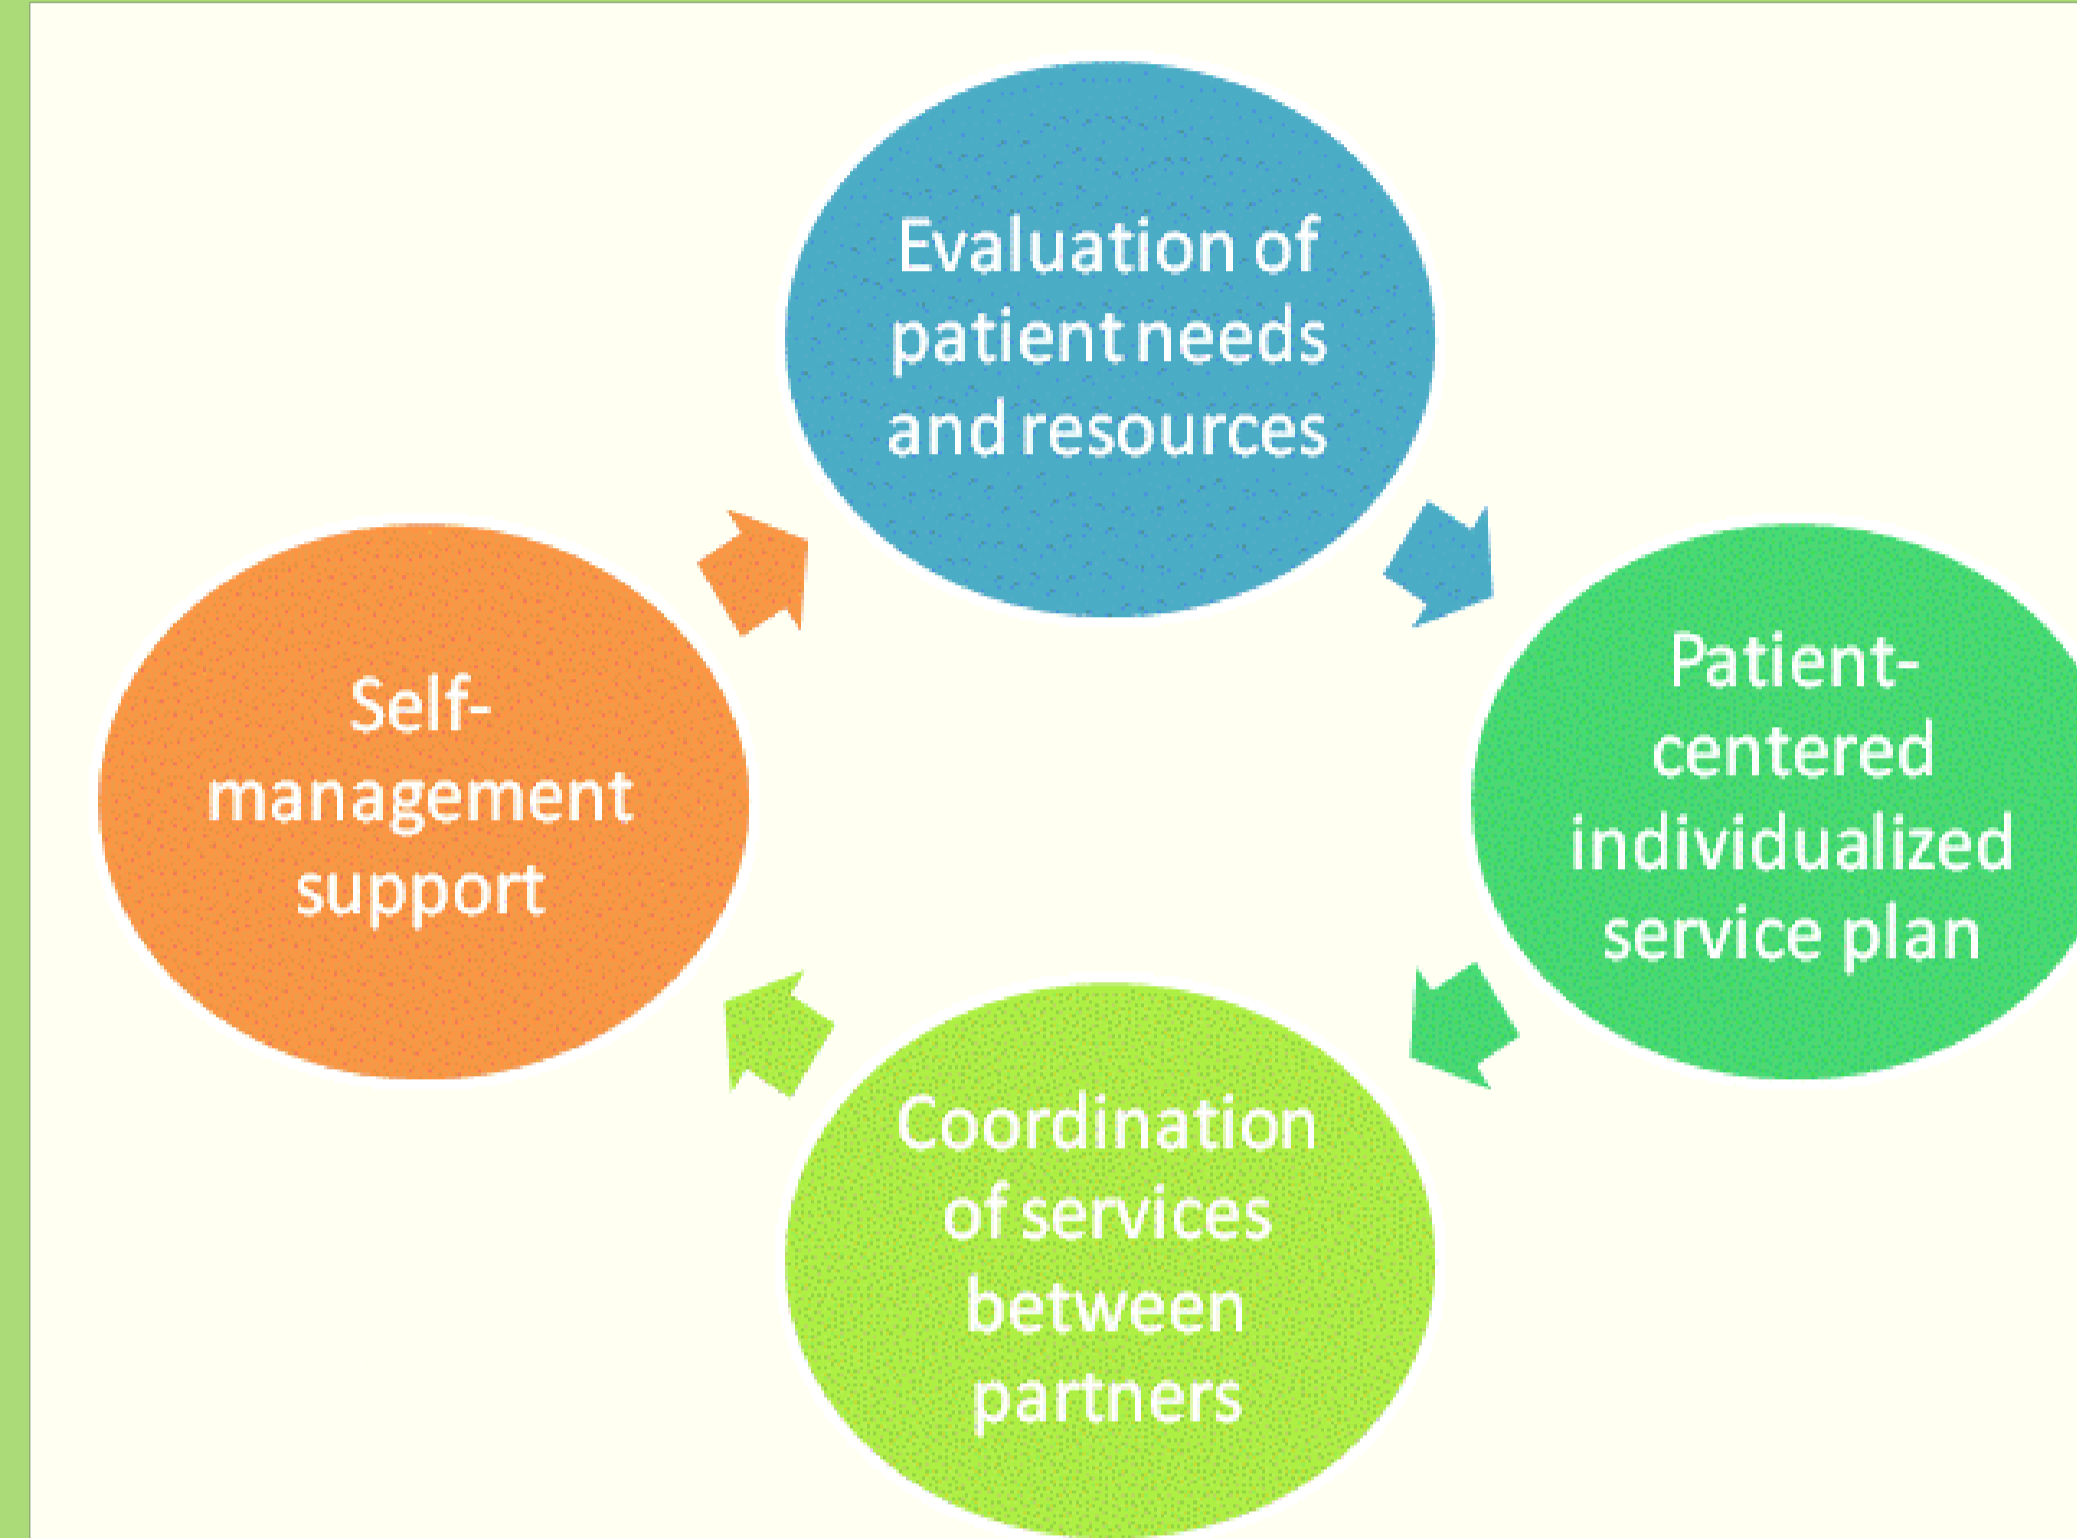 Evaluation of
patient needs
and resources
Patient-
centered
individualized
service plan
Coordination
of services
between
partners
Self-
management
support